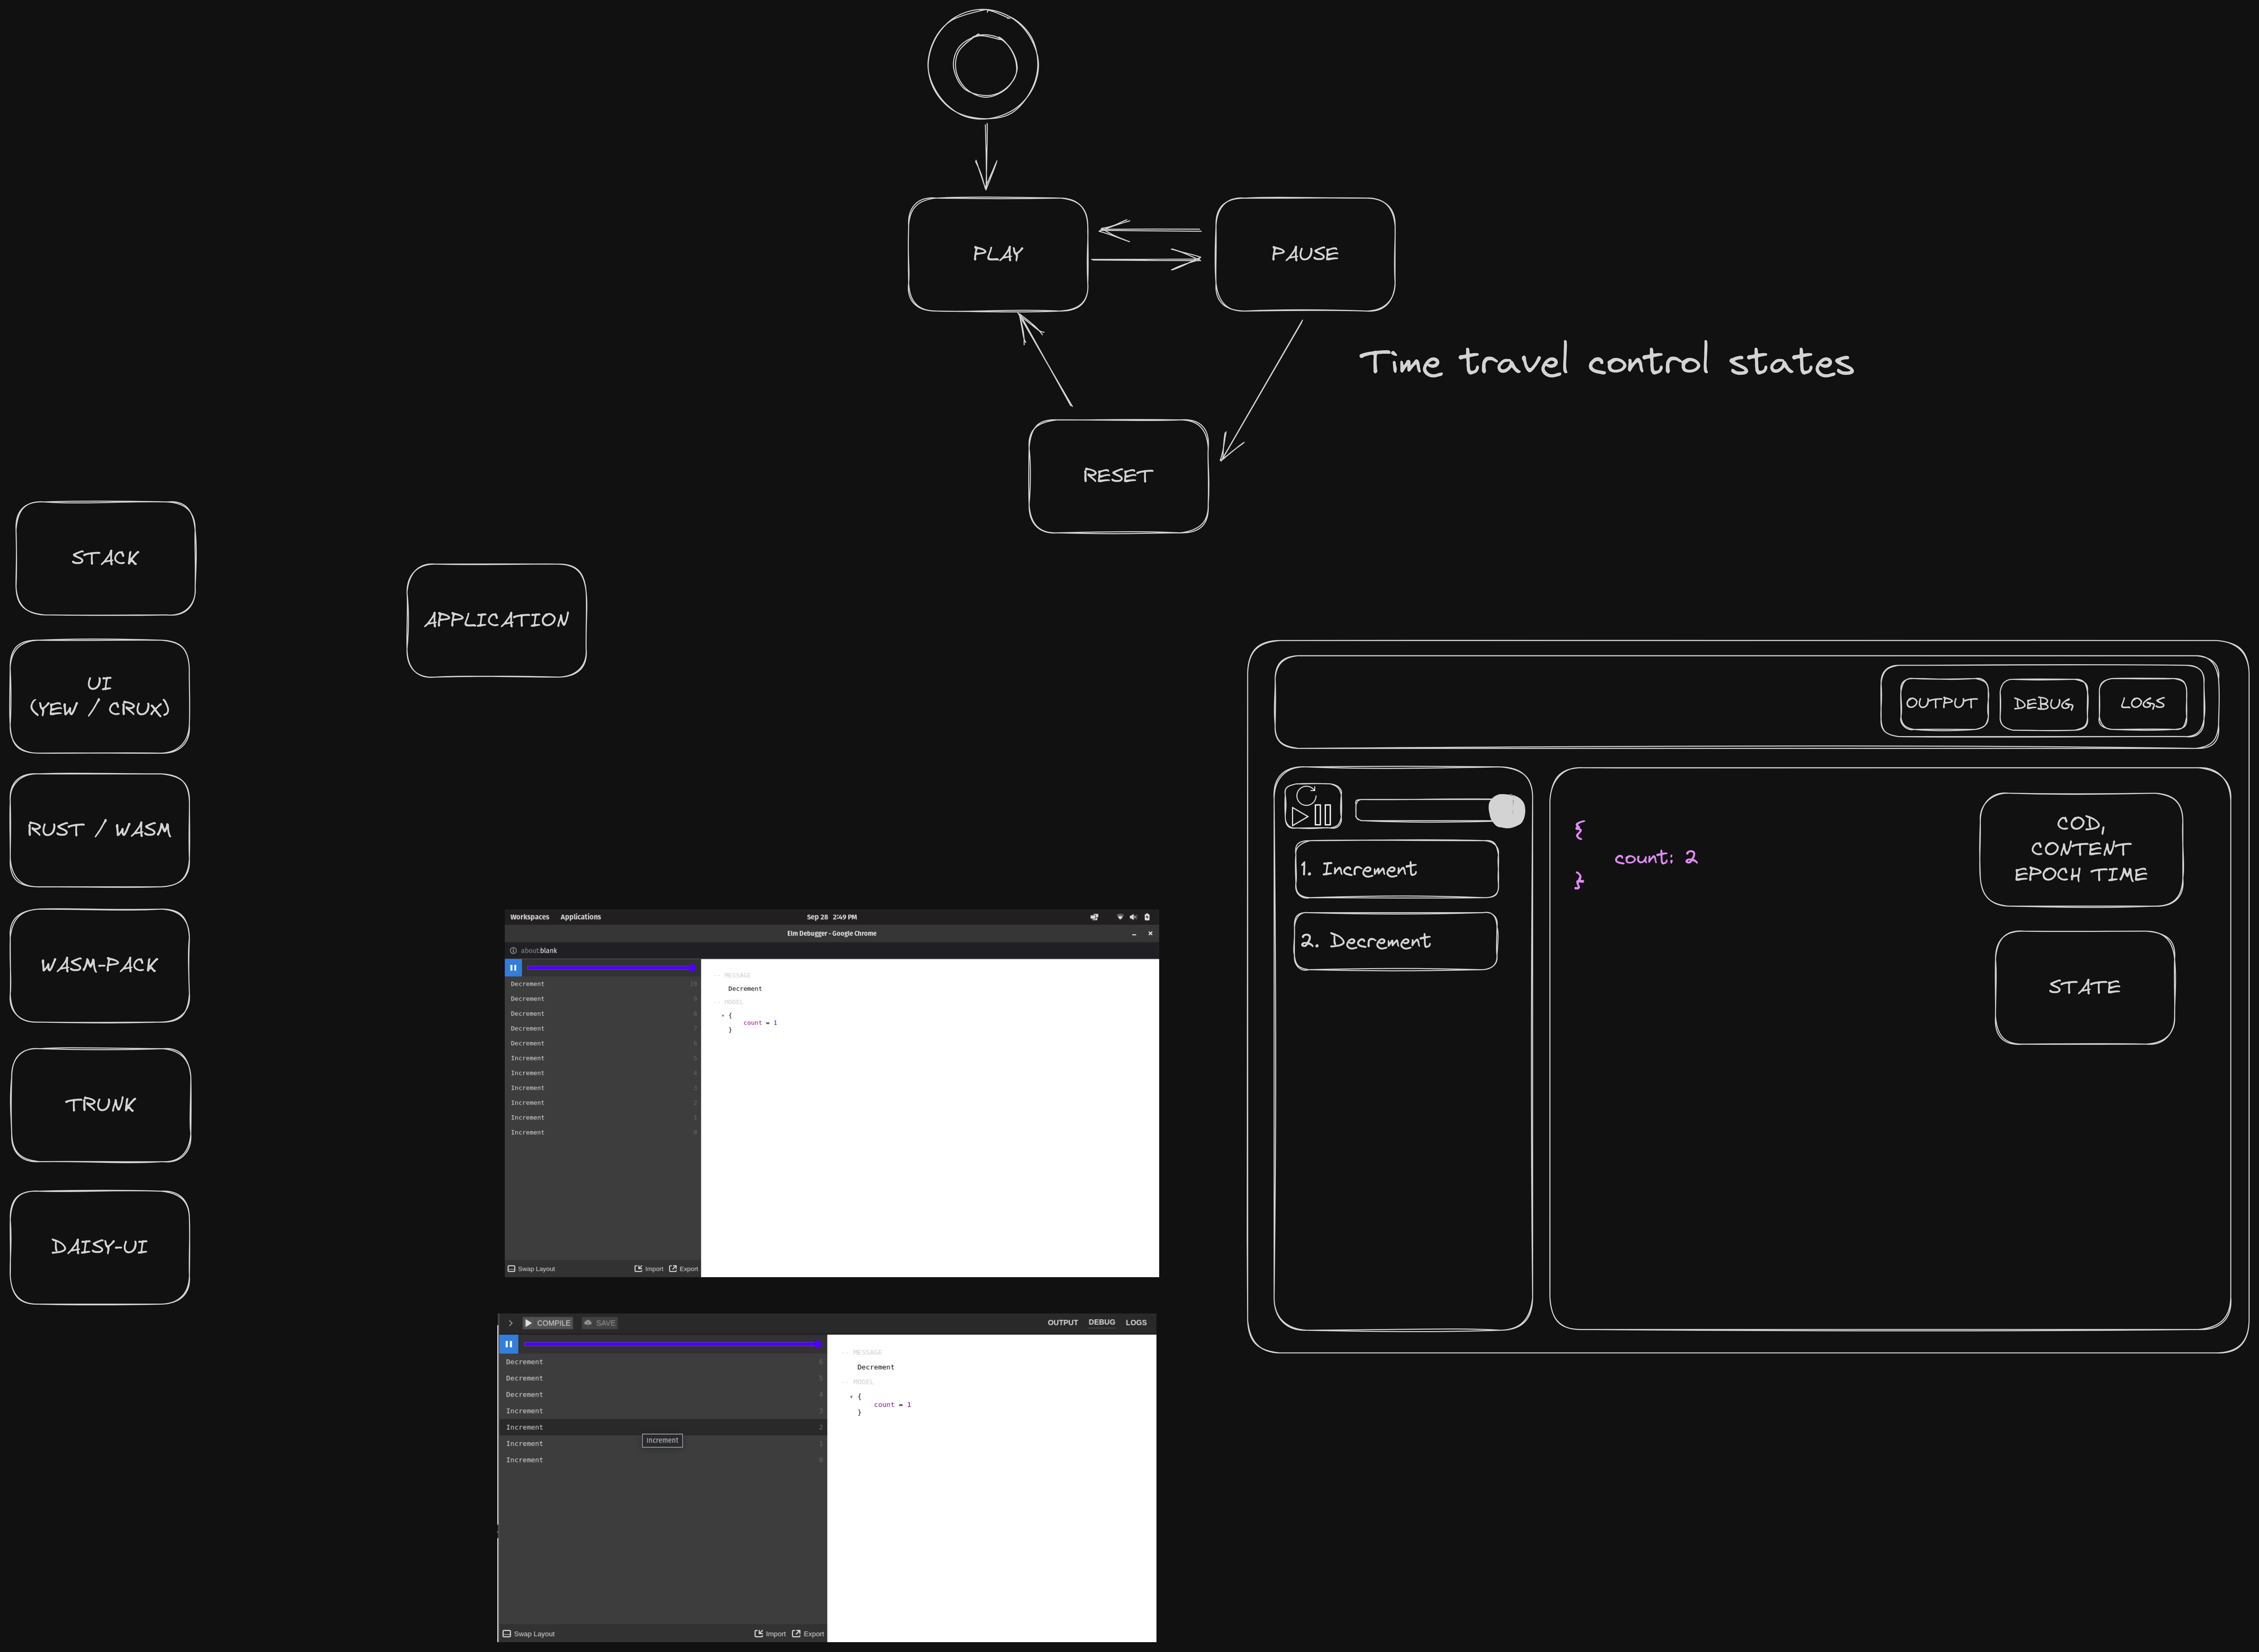 PLAY
PAUSE
Time travel control states
RESET
STACK
APPLICATION
UI
(YEW / CRUX)
RUST / WASM
WASM-PACK
TRUNK
DAISY-UI
Workspaces Applications Sep 28 2:49 PM
Elm Debugger - Google Chrome
about:blank
Decrement 10
Decrement 9
Decrement 8
Decrement 7
Decrement 6
Increment 5
Increment 4
Increment 3
Increment 2
Increment 1
Increment 0
Swap Layout Import Export
-- MESSAGE
Decrement
-- MODEL
{
count = 1
}
COMPILE SAVE OUTPUT DEBUG LOGS
Decrement 6
Decrement 5
Decrement 4
Increment 3
Increment 2
Increment
Increment 1
Increment 0
Swap Layout Import Export
-- MESSAGE
Decrement
-- MODEL
{
count = 1
}
OUTPUT DEBUG LOGS
1. Increment
2. Decrement
{
count: 2
}
COD,
CONTENT
EPOCH TIME
STATE